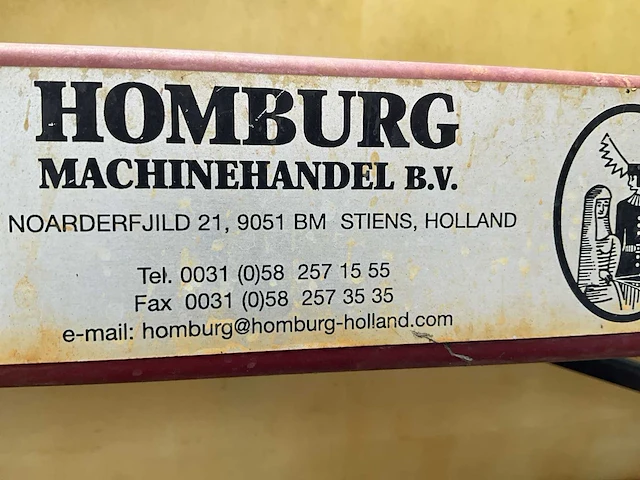 HOMBURG
MACHINEHANDEL B.V.
NOARDERFJILD 21, 9051 BM STIENS, HOLLAND
Tel. 0031 (0)58 257 15 55
Fax 0031 (0)58 257 35 35
e-mail: homburg@homburg-holland.com